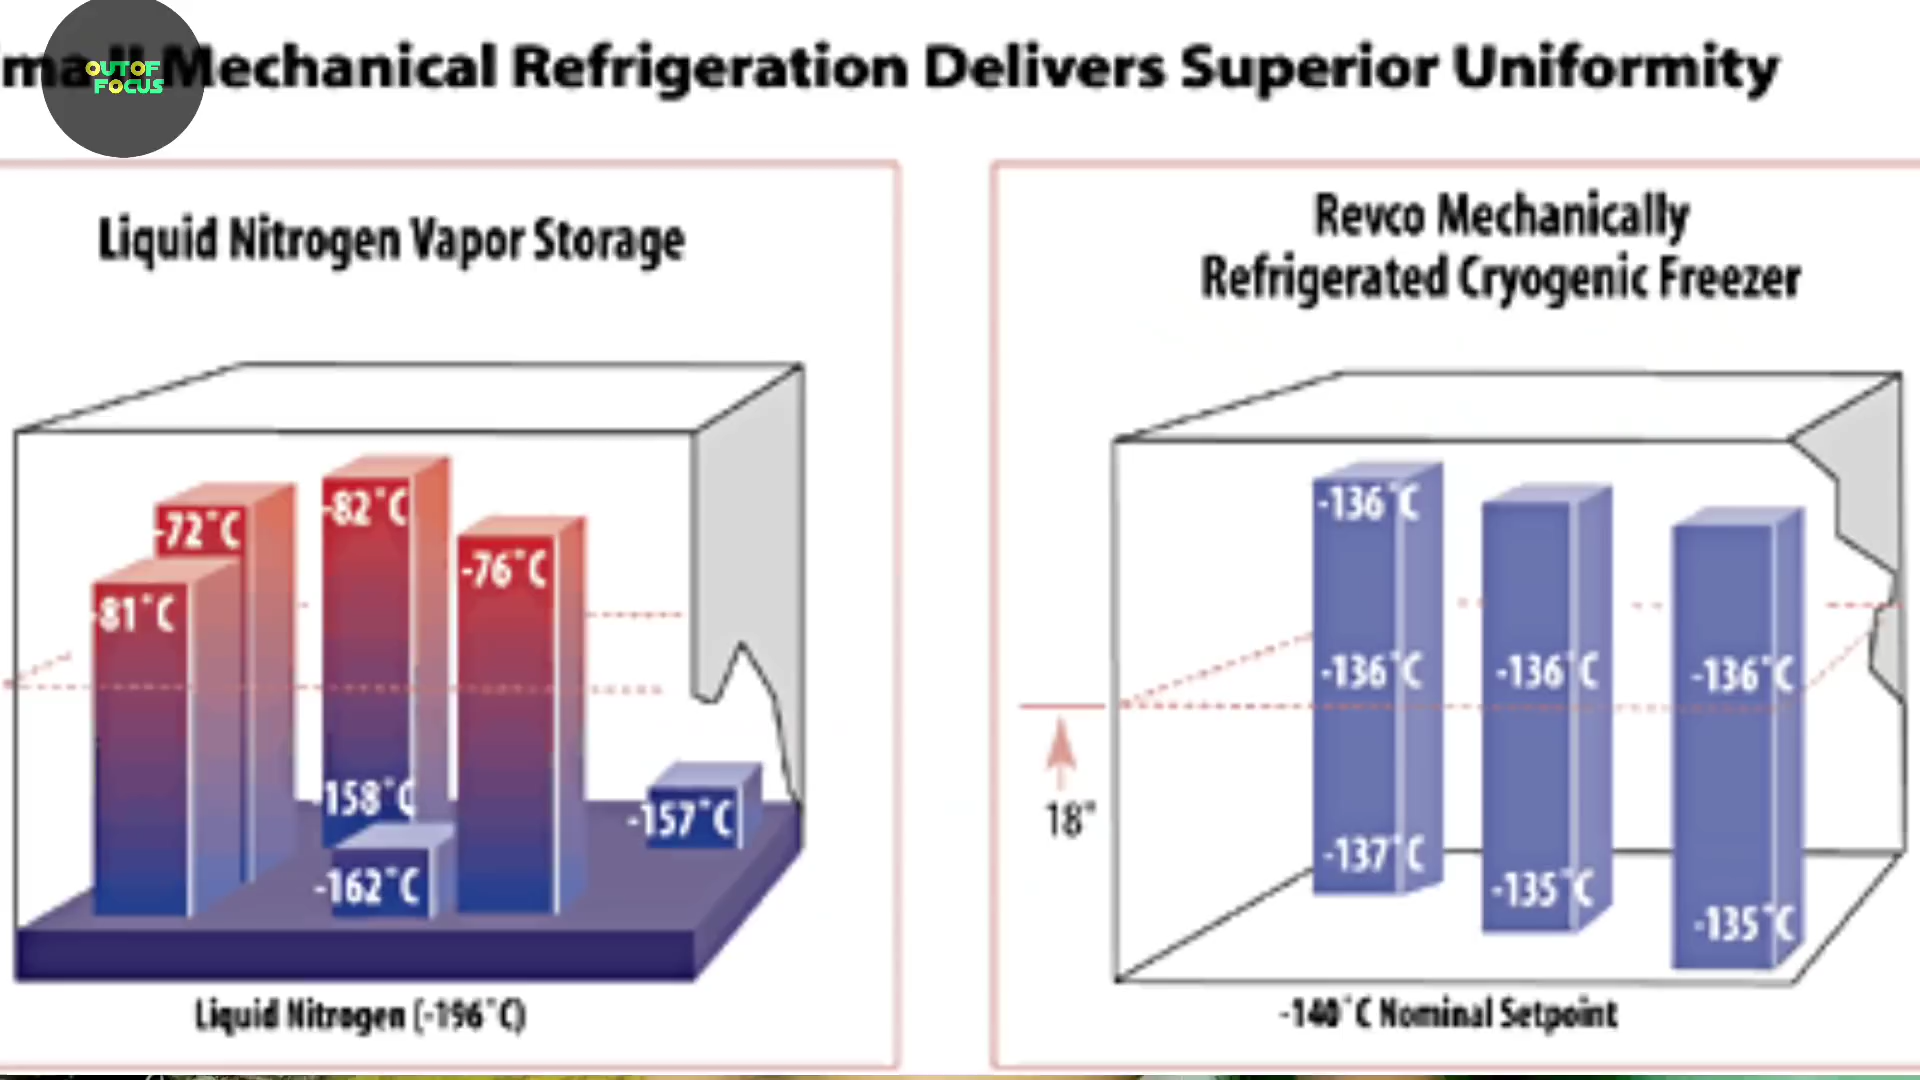 OUT OF
FOCUS
Mechanical Refrigeration Delivers Superior Uniformity
Liquid Nitrogen Vapor Storage
-72°C
-82°C
-76°C
-81°C
-158°C
-157°C
-162°C
Liquid Nitrogen (-196°C)
Revco Mechanically
Refrigerated Cryogenic Freezer
-136°C
-136°C
-136°C
-136°C
18"
-137°C
-135°C
-135°C
-140°C Nominal Setpoint